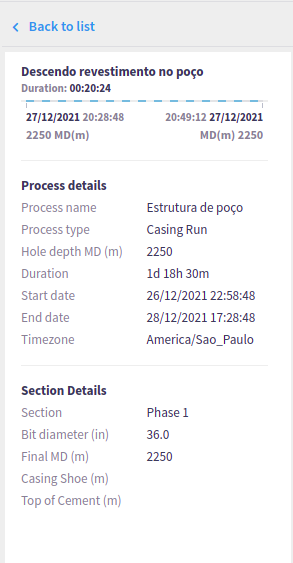 Back to list
Descendo revestimento no poço
Duration: 00:20:24
27/12/2021 20:28:48 20:49:12 27/12/2021
2250 MD(m) MD(m) 2250
Process details
Process name Estrutura de poço
Process type Casing Run
Hole depth MD (m) 2250
Duration 1d 18h 30m
Start date 26/12/2021 22:58:48
End date 28/12/2021 17:28:48
Timezone America/Sao_Paulo
Section Details
Section Phase 1
Bit diameter (in) 36.0
Final MD (m) 2250
Casing Shoe (m)
Top of Cement (m)